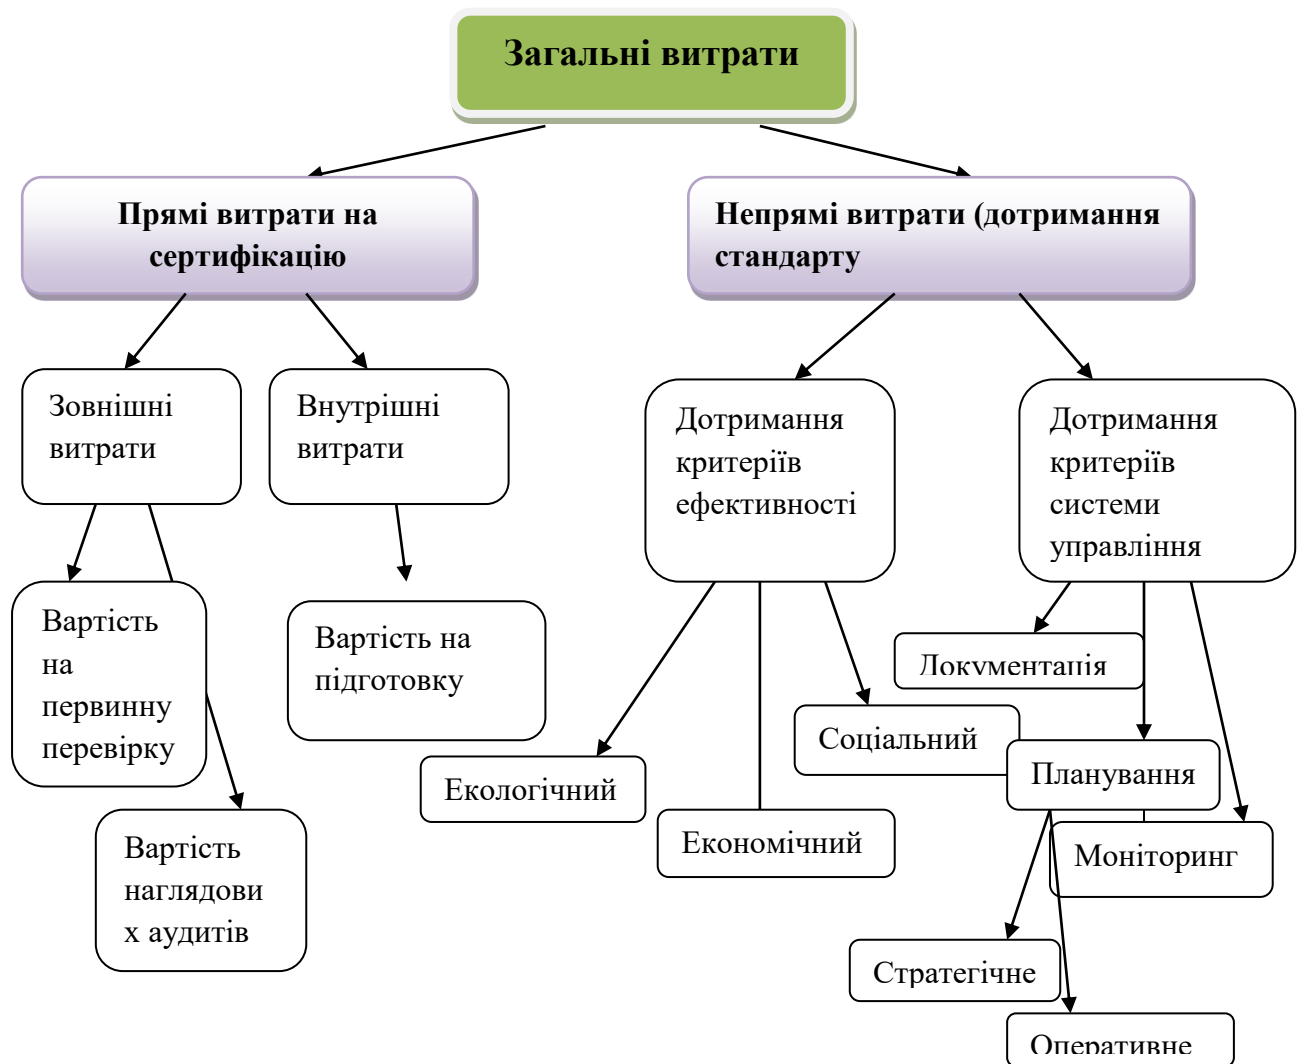 Загальні витрати
Прямі витрати на
сертифікацію
Непрямі витрати (дотримання
стандарту
Зовнішні
витрати
Внутрішні
витрати
Дотримання
критеріїв
ефективності
Дотримання
критеріїв
системи
управління
Вартість
на
первинну
перевірку
Вартість на
підготовку
Документація
Соціальний
Екологічний
Планування
Економічний
Моніторинг
Вартість
наглядови
х аудитів
Стратегічне
Оперативне